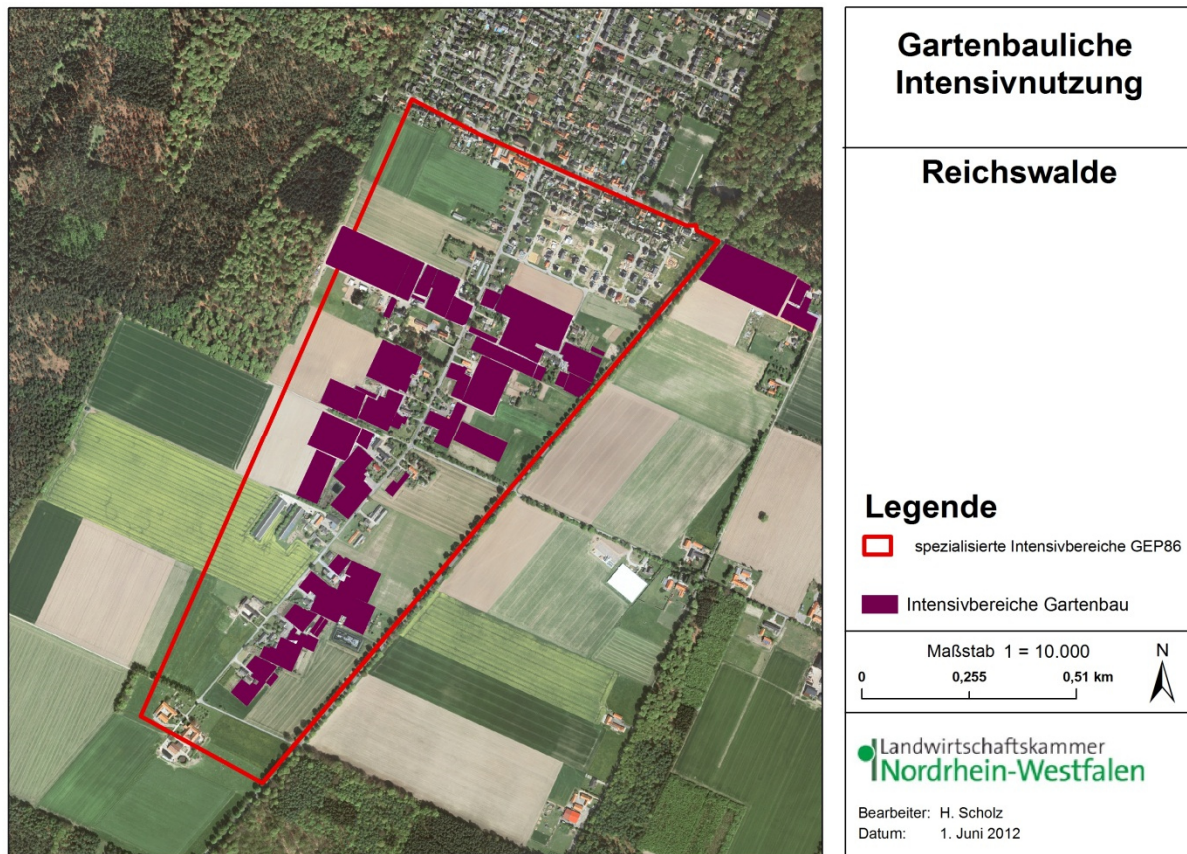 Gartenbauliche
Intensivnutzung
Reichswalde
Legende
spezialisierte Intensivbereiche GEP86
Intensivbereiche Gartenbau
Maßstab 1 = 10.000
0 0,255 0,51 km
N
Landwirtschaftskammer
Nordrhein-Westfalen
Bearbeiter: H. Scholz
Datum: 1. Juni 2012